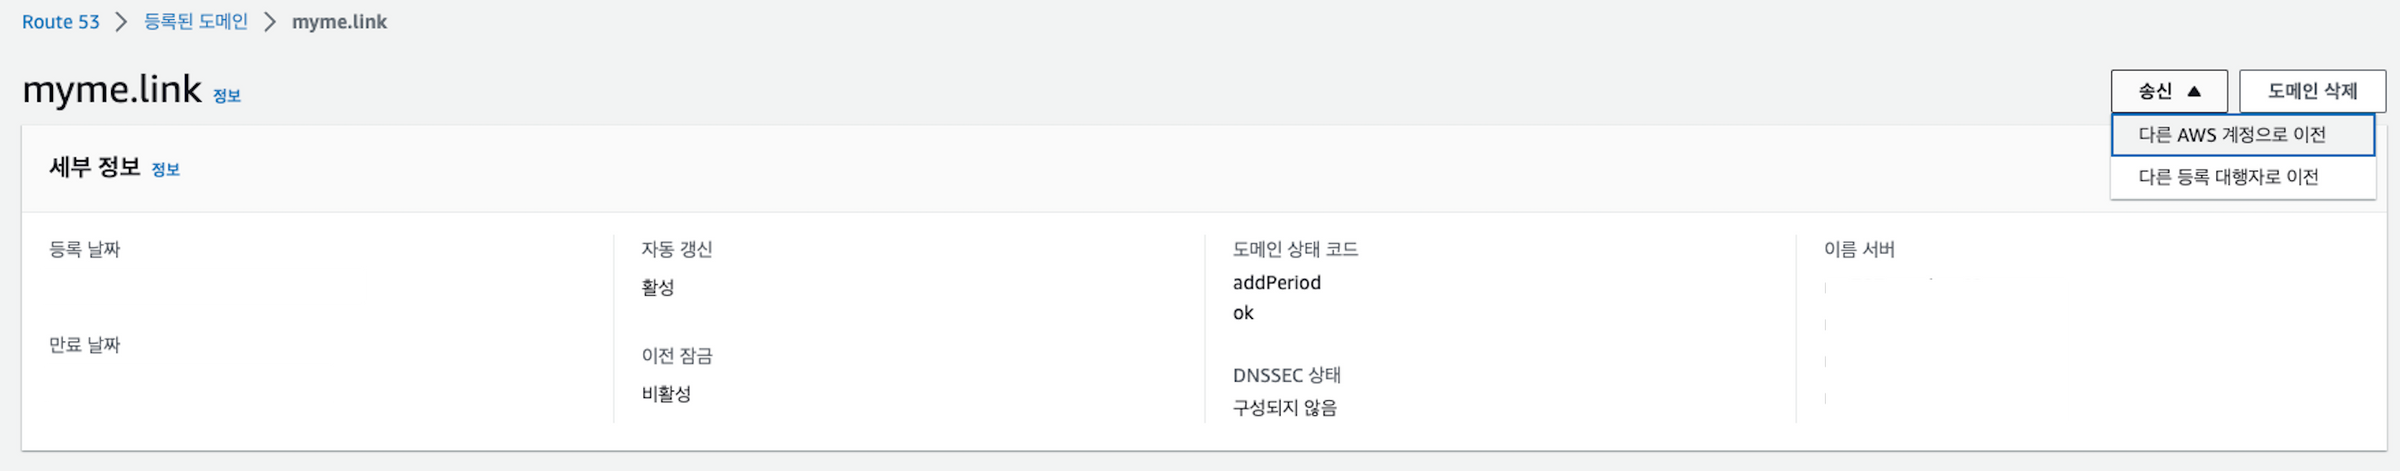 Route 53 > 등록된 도메인 > myme.link
myme.link 정보
송신 ▲
도메인 삭제
다른 AWS 계정으로 이전
다른 등록 대행자로 이전
세부 정보 정보
등록 날짜
만료 날짜
자동 갱신
활성
이전 잠금
비활성
도메인 상태 코드
addPeriod
ok
DNSSEC 상태
구성되지 않음
이름 서버